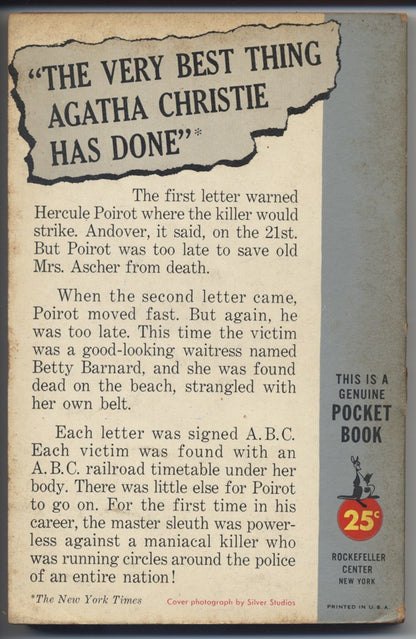 "THE VERY BEST THING
AGATHA CHRISTIE
HAS DONE"*
The first letter warned
Hercule Poirot where the killer would
strike. Andover, it said, on the 21st.
But Poirot was too late to save old
Mrs. Ascher from death.
When the second letter came,
Poirot moved fast. But again, he
was too late. This time the victim
was a good-looking waitress named
Betty Barnard, and she was found
dead on the beach, strangled with
her own belt.
Each letter was signed A.B.C.
Each victim was found with an
A.B.C. railroad timetable under her
body. There was little else for Poirot
to go on. For the first time in his
career, the master sleuth was power-
less against a maniacal killer who
was running circles around the police
of an entire nation!
*The New York Times
Cover photograph by Silver Studios
THIS IS A
GENUINE
POCKET
BOOK
25¢
ROCKEFELLER
CENTER
NEW YORK
PRINTED IN U.S.A.